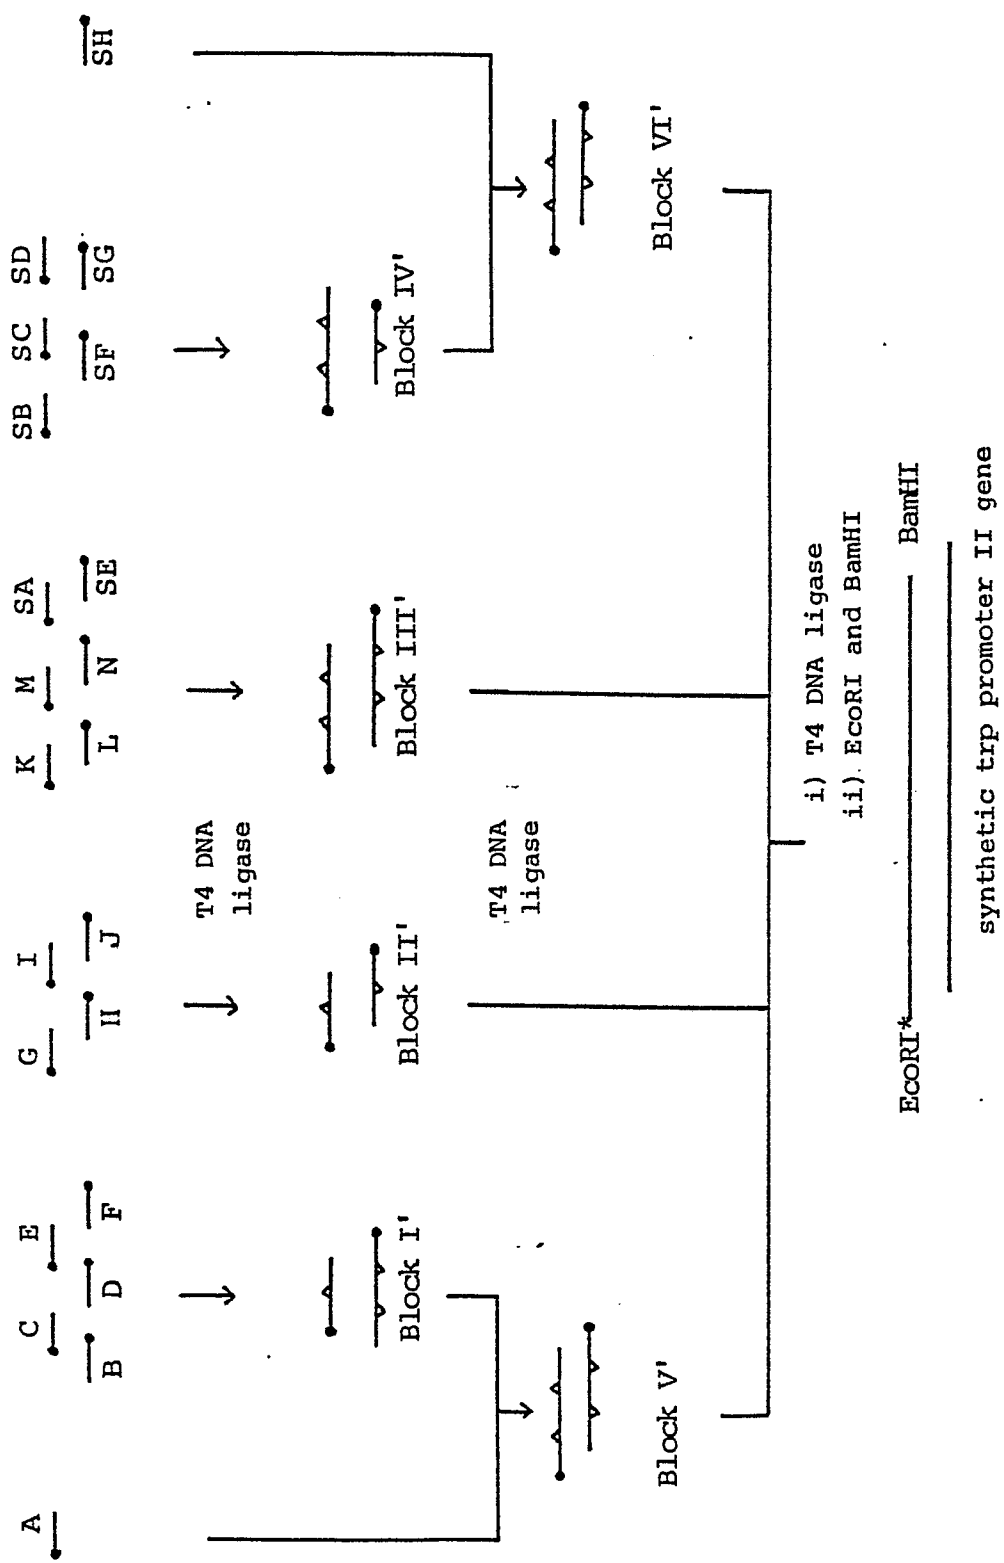 A
C E
B D F
G I
H J
K M SA
L N SE
SB SC SD
SF SG
SH
T4 DNA
ligase
Block I'
Block II'
Block III'
Block IV'
T4 DNA
ligase
Block V'
Block VI'
i) T4 DNA ligase
ii) EcoRI and BamHI
EcoRI* BamHI
synthetic trp promoter II gene